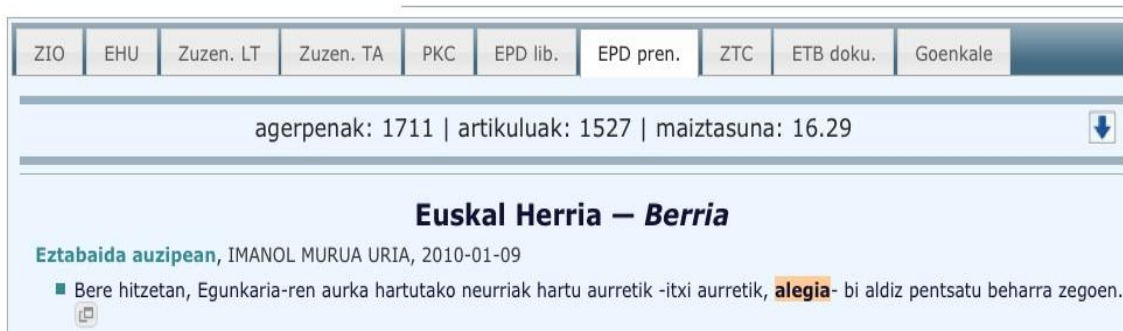 ZIO EHU Zuzen. LT Zuzen. TA PKC EPD lib. EPD pren. ZTC ETB doku. Goenkale
agerpenak: 1711 | artikuluak: 1527 | maiztasuna: 16.29
Euskal Herria — Berria
Eztabaida auzipean, IMANOL MURUA URIA, 2010-01-09
Bere hitzetan, Egunkaria-ren aurka hartutako neurriak hartu aurretik -itxi aurretik, alegia- bi aldiz pentsatu beharra zegoen.